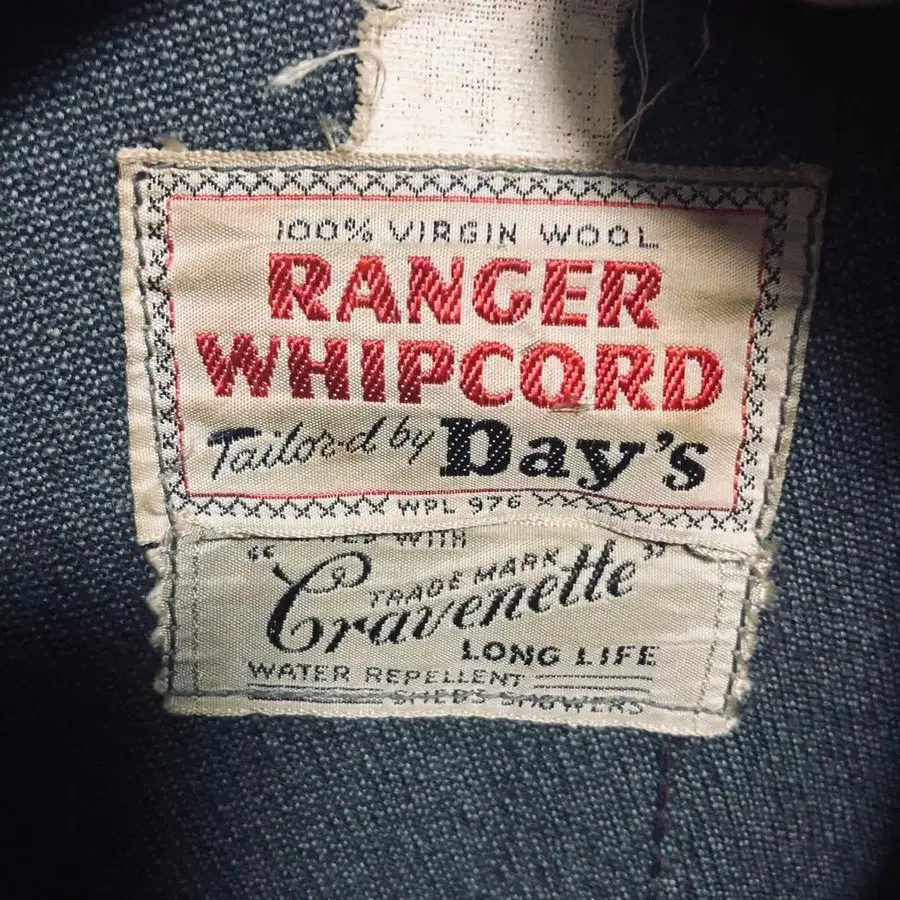 100% VIRGIN WOOL
RANGER
WHIPCORD
Tailored by Day's
WPL 976
WITH
"Cravenette"
TRADE MARK
LONG LIFE
WATER REPELLENT
SHEDS SHOWERS